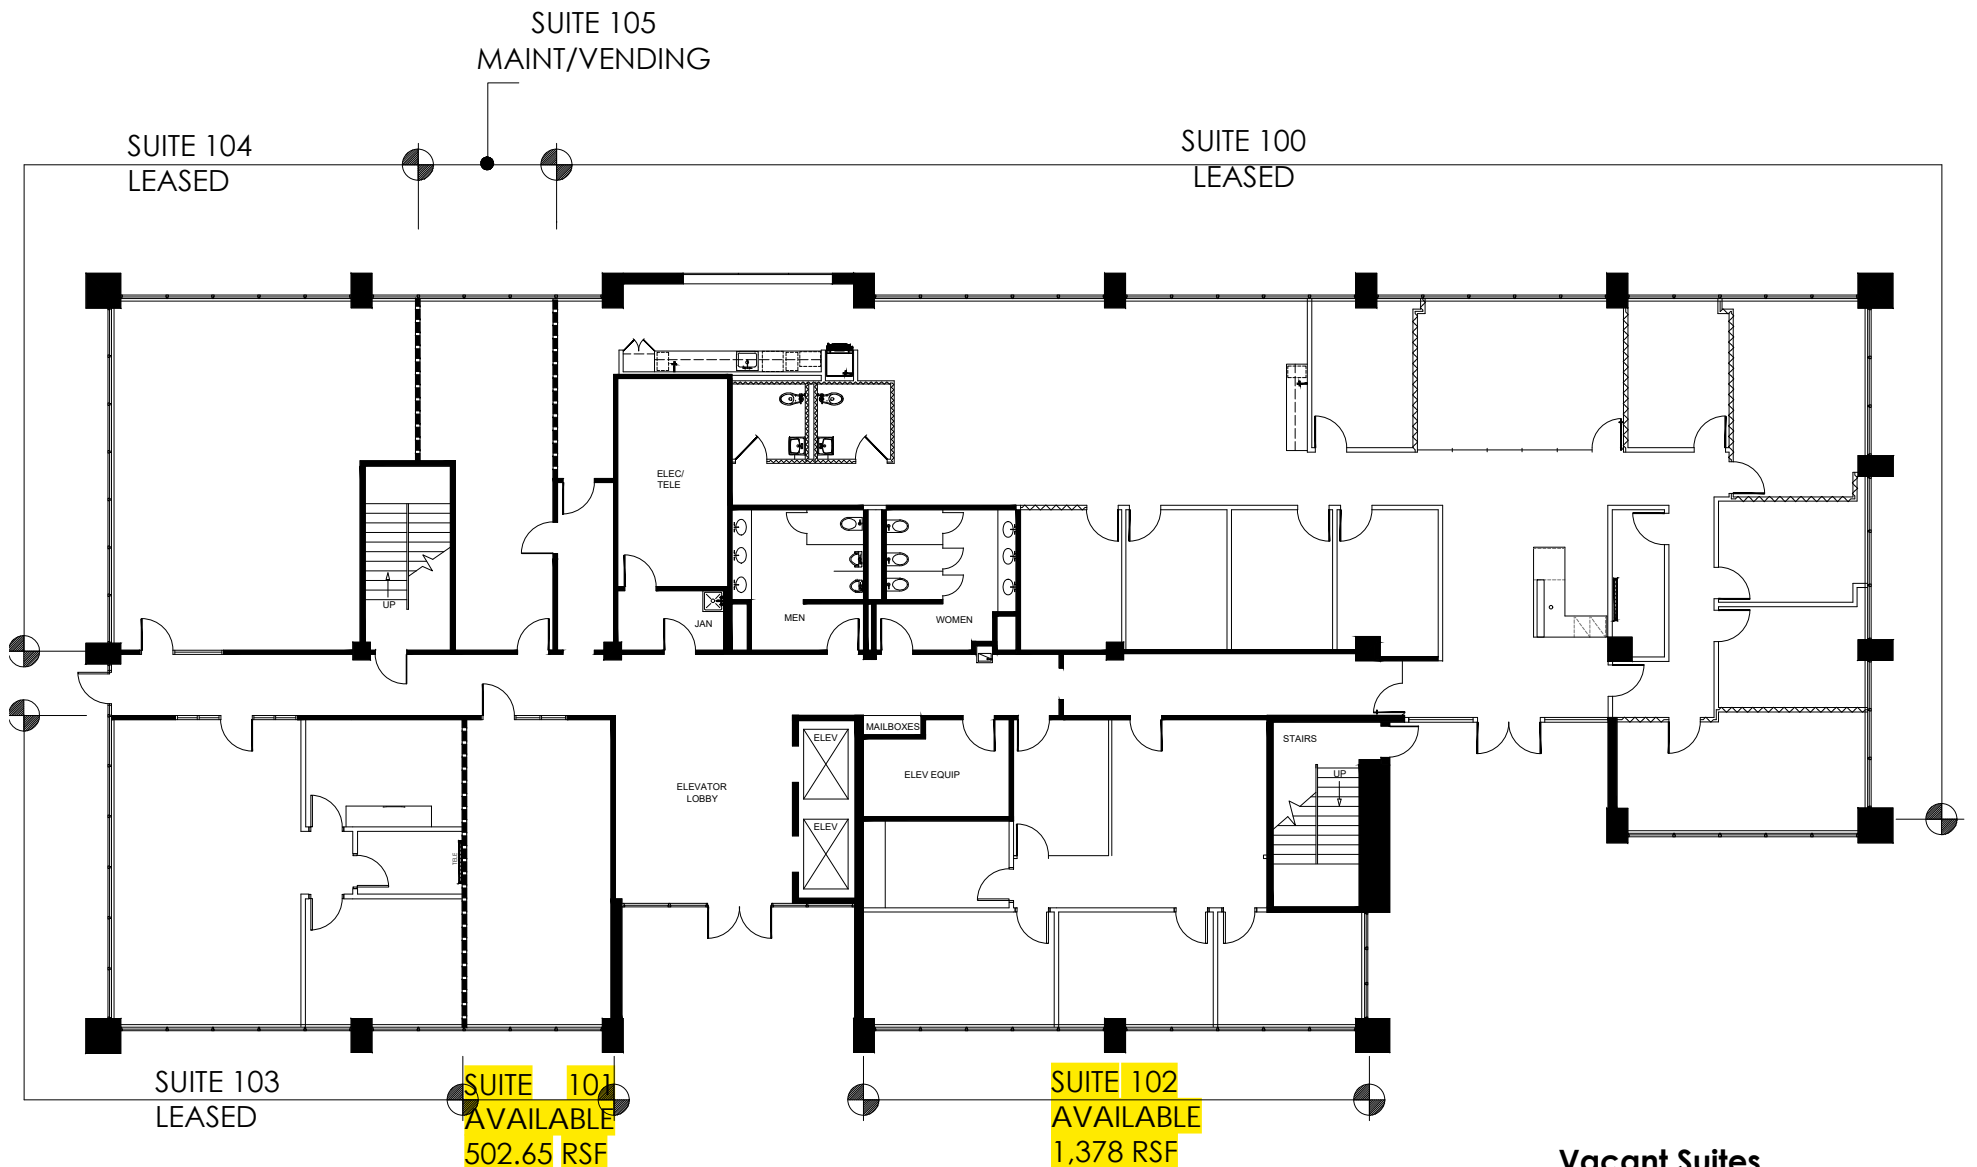 SUITE 105
MAINT/VENDING
SUITE 104
LEASED
SUITE 100
LEASED
ELEC/
TELE
UP
JAN
MEN
WOMEN
MAILBOXES
ELEV
STAIRS
ELEV EQUIP
UP
ELEVATOR
LOBBY
ELEV
TELE
SUITE 103
LEASED
SUITE 101
AVAILABLE
502.65 RSF
SUITE 102
AVAILABLE
1,378 RSF
Vacant Suites